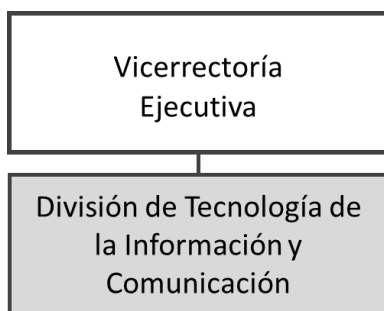 Vicerrectoría
Ejecutiva
División de Tecnología de
la Información y
Comunicación